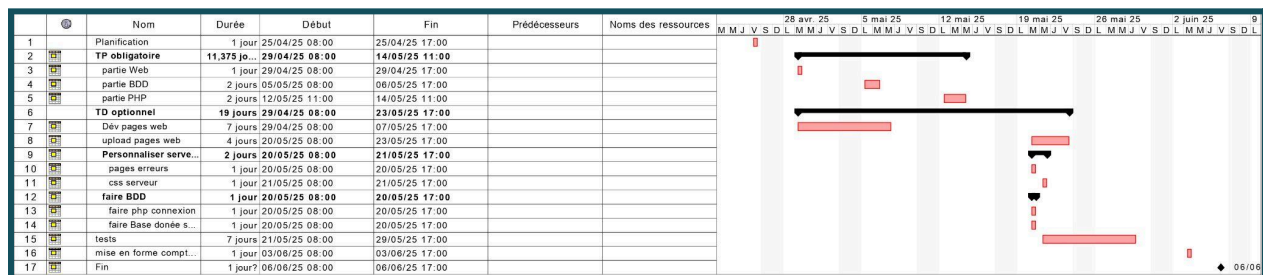 Nom Durée Début Fin Prédécesseurs Noms des ressources
28 avr. 25 5 mai 25 12 mai 25 19 mai 25 26 mai 25 2 juin 25 9
M M J V S D L M M J V S D L M M J V S D L M M J V S D L M M J V S D L M M J V S D L M M J V S D L
1 Planification 1 jour 25/04/25 08:00 25/04/25 17:00
2 TP obligatoire 11,375 jo... 29/04/25 08:00 14/05/25 11:00
3 partie Web 1 jour 29/04/25 08:00 29/04/25 17:00
4 partie BDD 2 jours 05/05/25 08:00 06/05/25 17:00
5 partie PHP 2 jours 12/05/25 11:00 14/05/25 11:00
6 TD optionnel 19 jours 29/04/25 08:00 23/05/25 17:00
7 Dév pages web 7 jours 29/04/25 08:00 07/05/25 17:00
8 upload pages web 4 jours 20/05/25 08:00 23/05/25 17:00
9 Personnaliser serve... 2 jours 20/05/25 08:00 21/05/25 17:00
10 pages erreurs 1 jour 20/05/25 08:00 20/05/25 17:00
11 css serveur 1 jour 21/05/25 08:00 21/05/25 17:00
12 faire BDD 1 jour 20/05/25 08:00 20/05/25 17:00
13 faire php connexion 1 jour 20/05/25 08:00 20/05/25 17:00
14 faire Base donée s... 1 jour 20/05/25 08:00 20/05/25 17:00
15 tests 7 jours 21/05/25 08:00 29/05/25 17:00
16 mise en forme compt... 1 jour 03/06/25 08:00 03/06/25 17:00
17 Fin 1 jour? 06/06/25 08:00 06/06/25 17:00 06/06